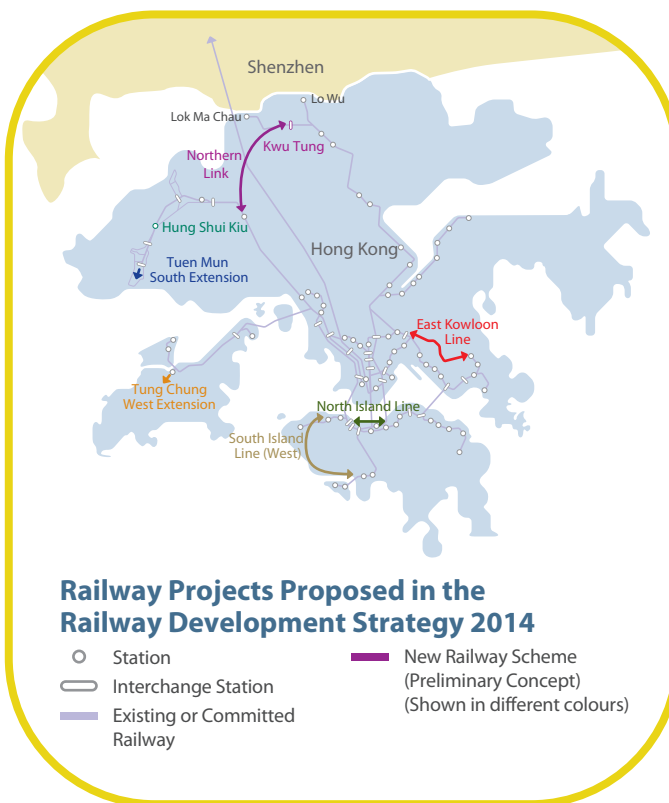 Shenzhen
Lo Wu
Lok Ma Chau
Northern
Link
Kwu Tung
Hung Shui Kiu
Hong Kong
Tuen Mun
South Extension
East Kowloon
Line
Tung Chung
West Extension
North Island Line
South Island
Line (West)
Railway Projects Proposed in the
Railway Development Strategy 2014
Station
Interchange Station
Existing or Committed
Railway
New Railway Scheme
(Preliminary Concept)
(Shown in different colours)